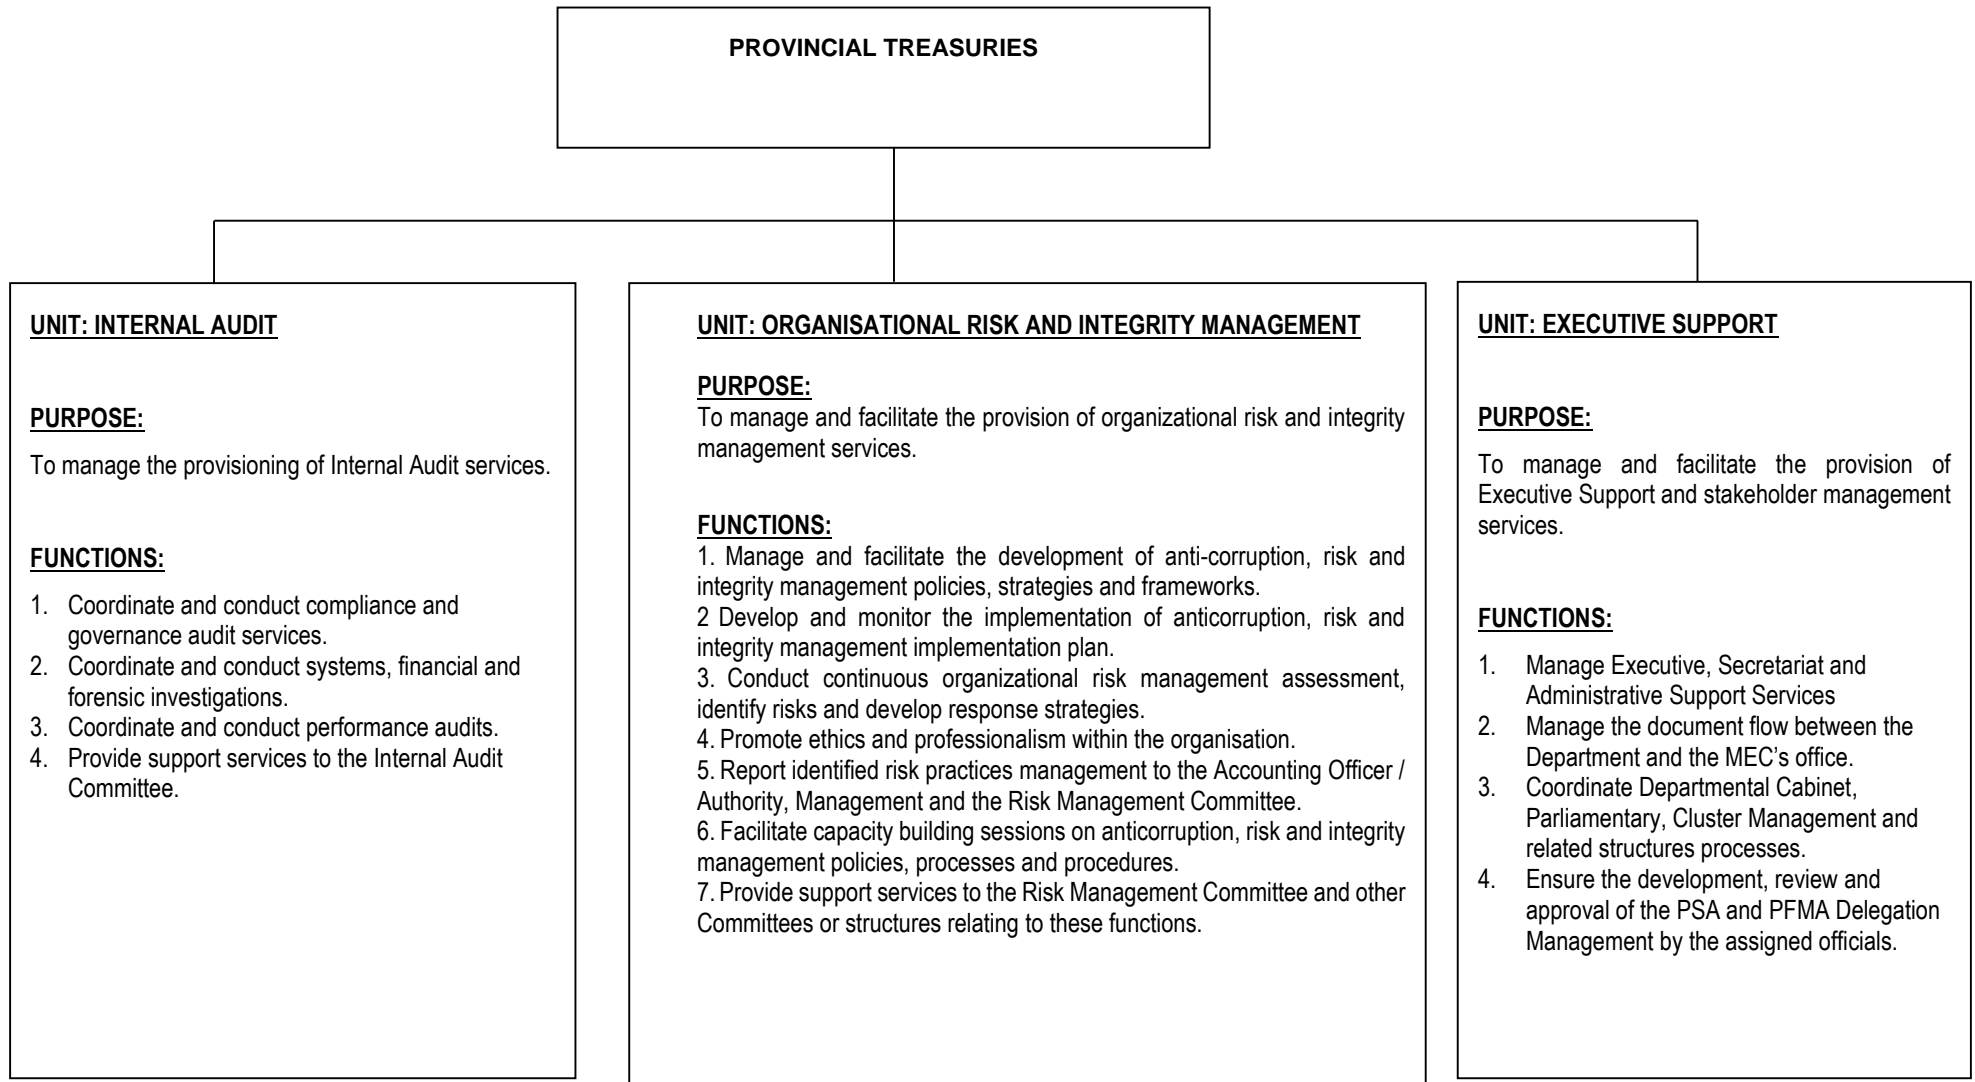 PROVINCIAL TREASURIES
UNIT: INTERNAL AUDIT
PURPOSE:
To manage the provisioning of Internal Audit services.
FUNCTIONS:
1. Coordinate and conduct compliance and
governance audit services.
2. Coordinate and conduct systems, financial and
forensic investigations.
3. Coordinate and conduct performance audits.
4. Provide support services to the Internal Audit
Committee.
UNIT: ORGANISATIONAL RISK AND INTEGRITY MANAGEMENT
PURPOSE:
To manage and facilitate the provision of organizational risk and integrity
management services.
FUNCTIONS:
1. Manage and facilitate the development of anti-corruption, risk and
integrity management policies, strategies and frameworks.
2 Develop and monitor the implementation of anticorruption, risk and
integrity management implementation plan.
3. Conduct continuous organizational risk management assessment,
identify risks and develop response strategies.
4. Promote ethics and professionalism within the organisation.
5. Report identified risk practices management to the Accounting Officer /
Authority, Management and the Risk Management Committee.
6. Facilitate capacity building sessions on anticorruption, risk and integrity
management policies, processes and procedures.
7. Provide support services to the Risk Management Committee and other
Committees or structures relating to these functions.
UNIT: EXECUTIVE SUPPORT
PURPOSE:
To manage and facilitate the provision of
Executive Support and stakeholder management
services.
FUNCTIONS:
1. Manage Executive, Secretariat and
Administrative Support Services
2. Manage the document flow between the
Department and the MEC's office.
3. Coordinate Departmental Cabinet,
Parliamentary, Cluster Management and
related structures processes.
4. Ensure the development, review and
approval of the PSA and PFMA Delegation
Management by the assigned officials.